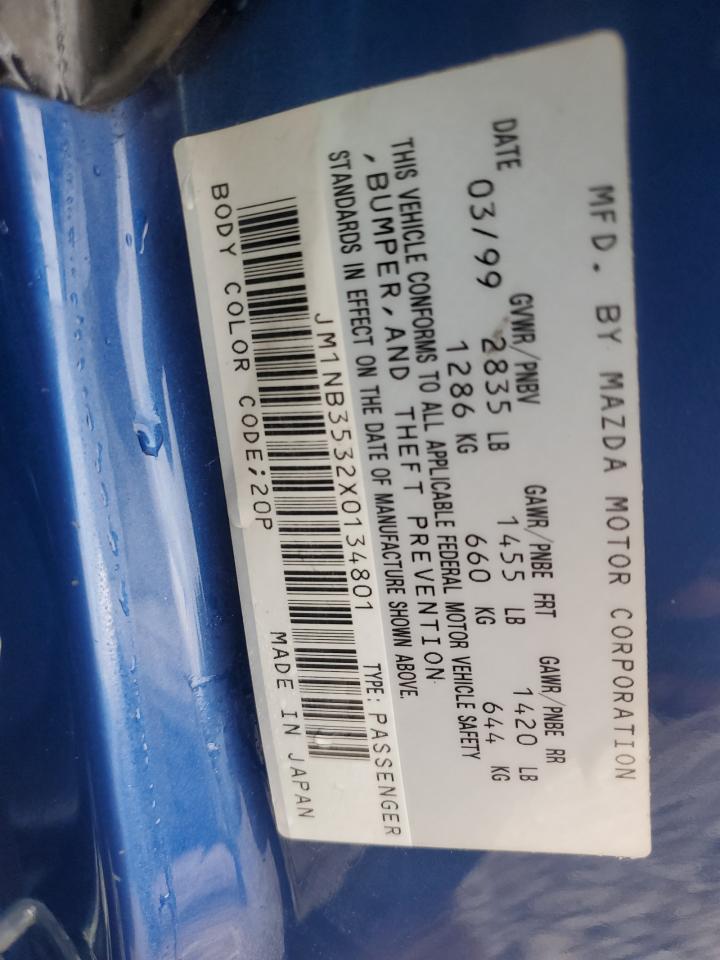 MFD. BY MAZDA MOTOR CORPORATION
DATE GVWR/PNBV GAWR/PNBE FRT GAWR/PNBE RR
03/99 2835 LB 1455 LB 1420 LB
1286 KG 660 KG 644 KG
THIS VEHICLE CONFORMS TO ALL APPLICABLE FEDERAL MOTOR VEHICLE SAFETY
, BUMPER, AND THEFT PREVENTION
STANDARDS IN EFFECT ON THE DATE OF MANUFACTURE SHOWN ABOVE.
JM1NB3532X0134801 TYPE: PASSENGER
BODY COLOR CODE;20P MADE IN JAPAN